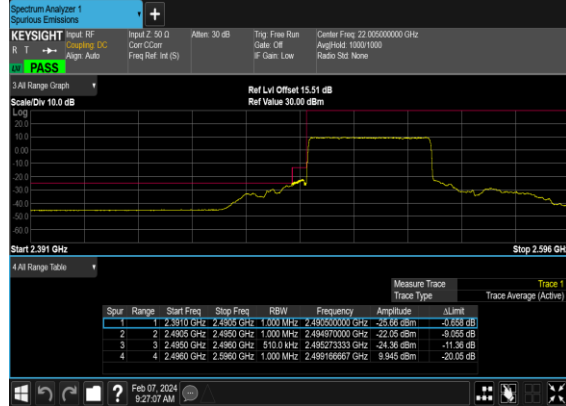 Spectrum Analyzer 1
Spurious Emissions
+
KEYSIGHT Input: RF Input Z: 50 Ω Atten: 30 dB Trig: Free Run Center Freq: 22.005000000 GHz
R T Coupling: DC Corr CCorr Gate: Off Avg|Hold: 1000/1000
Align: Auto Freq Ref: Int (S) IF Gain: Low Radio Std: None
PASS
3 All Range Graph
Ref Lvl Offset 15.51 dB
Scale/Div 10.0 dB Ref Value 30.00 dBm
Log
20.0
10.0
0.00
-10.0
-20.0
-30.0
-40.0
-50.0
-60.0
Start 2.391 GHz Stop 2.596 GHz
4 All Range Table
Measure Trace Trace 1
Trace Type Trace Average (Active)
Spur Range Start Freq Stop Freq RBW Frequency Amplitude ΔLimit
1 1 2.3910 GHz 2.4905 GHz 1.000 MHz 2.490500000 GHz -25.66 dBm -0.658 dB
2 2 2.4905 GHz 2.4950 GHz 1.000 MHz 2.494970000 GHz -22.05 dBm -9.055 dB
3 3 2.4950 GHz 2.4960 GHz 510.0 kHz 2.495273333 GHz -24.36 dBm -11.36 dB
4 4 2.4960 GHz 2.5960 GHz 1.000 MHz 2.499166667 GHz 9.945 dBm -20.05 dB
? Feb 07, 2024
9:27:07 AM